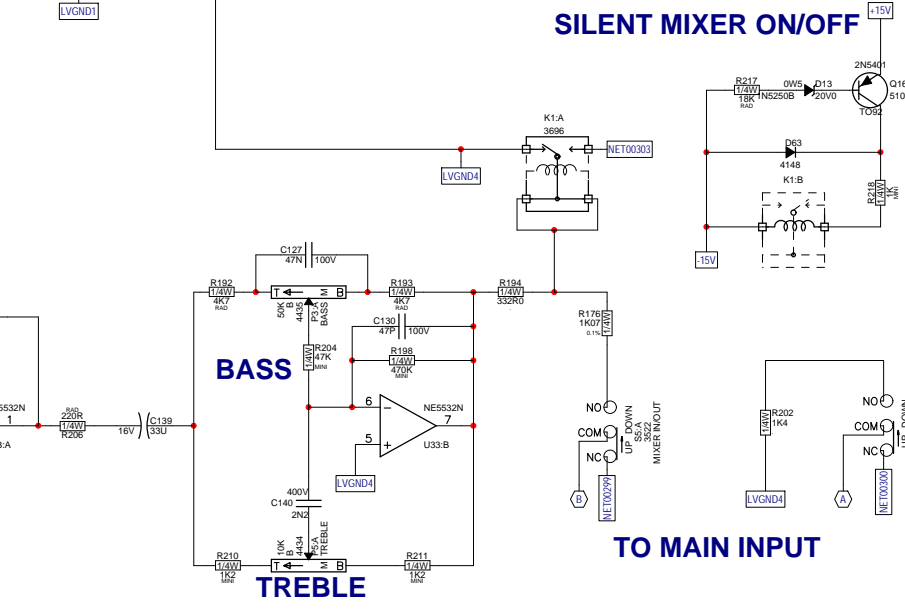 LVGND1
SILENT MIXER ON/OFF
+15V
2N5401
R217
1/4W
18K
RAD
0W5
D13
1N5250B
20V0
Q16
510
TO92
K1:A
3696
NET00303
LVGND4
D63
4148
K1:B
R218
1/4W
1K
MINI
-15V
C127
47N
100V
R192
1/4W
4K7
RAD
T
M
B
50K
B
4435
P3:A
BASS
R193
1/4W
4K7
RAD
R194
1/4W
332R0
C130
47P
100V
R176
1K07
0.1%
1/4W
R204
47K
1/4W
MINI
R198
1/4W
470K
MINI
BASS
5532N
1
3:A
RAD
220R
1/4W
R206
16V
C139
33U
6
5
NE5532N
7
U33:B
LVGND4
NO
COM
NC
UP DOWN
S5:A
3522
MIXER IN/OUT
B
NET00299
R202
1K4
1/4W
LVGND4
NO
COM
NC
UP DOWN
A
NET00300
400V
C140
2N2
10K
B
4434
P5:A
TREBLE
TO MAIN INPUT
R210
1/4W
1K2
MINI
T
M
B
R211
1/4W
1K2
MINI
TREBLE